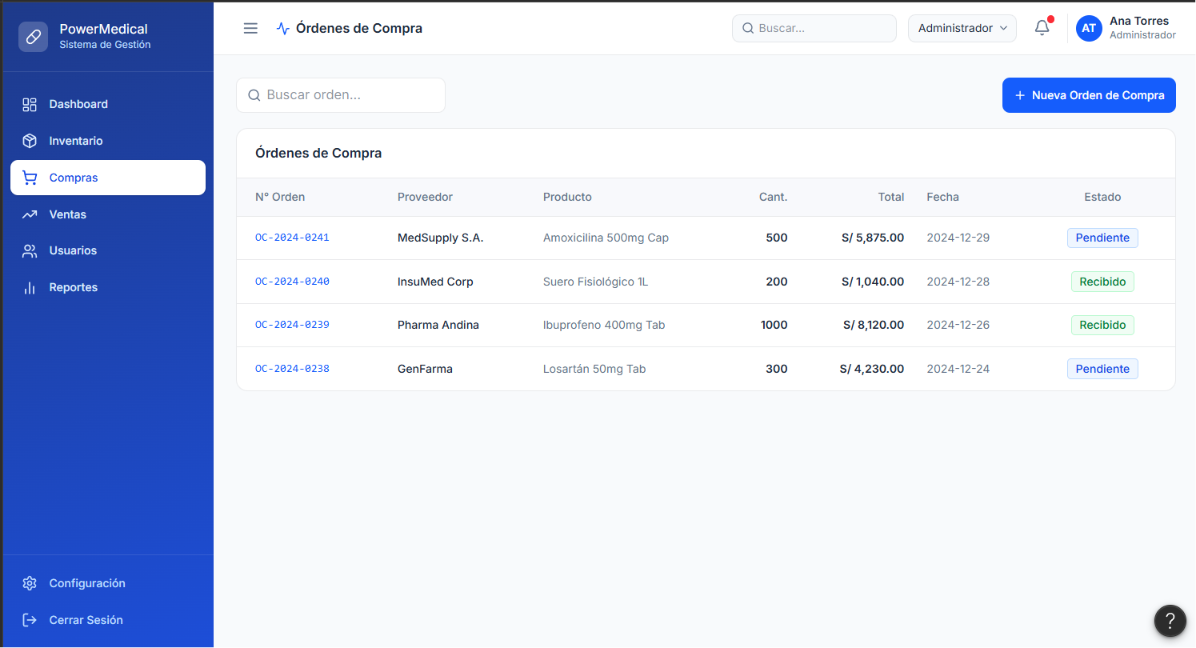 PowerMedical
Sistema de Gestión
Dashboard
Inventario
Compras
Ventas
Usuarios
Reportes
Configuración
Cerrar Sesión
Órdenes de Compra
Buscar...
Administrador
AT
Ana Torres
Administrador
Buscar orden...
+ Nueva Orden de Compra
Órdenes de Compra
N° Orden Proveedor Producto Cant. Total Fecha Estado
OC-2024-0241 MedSupply S.A. Amoxicilina 500mg Cap 500 S/ 5,875.00 2024-12-29 Pendiente
OC-2024-0240 InsuMed Corp Suero Fisiológico 1L 200 S/ 1,040.00 2024-12-28 Recibido
OC-2024-0239 Pharma Andina Ibuprofeno 400mg Tab 1000 S/ 8,120.00 2024-12-26 Recibido
OC-2024-0238 GenFarma Losartán 50mg Tab 300 S/ 4,230.00 2024-12-24 Pendiente
?